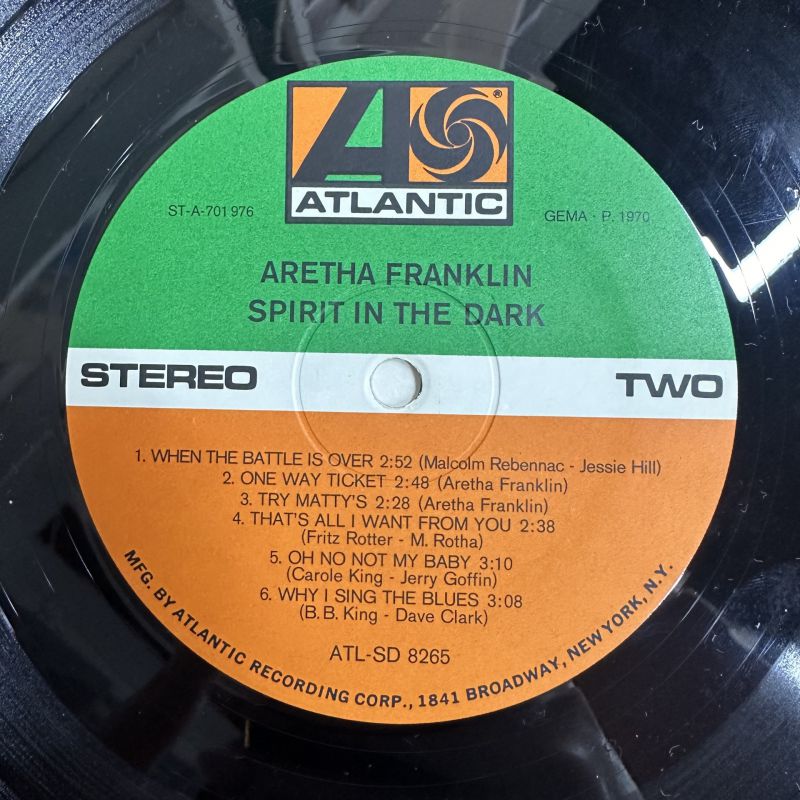 A
®
ATLANTIC
ST-A-701 976
GEMA · P. 1970
ARETHA FRANKLIN
SPIRIT IN THE DARK
STEREO
TWO
1. WHEN THE BATTLE IS OVER 2:52 (Malcolm Rebennac - Jessie Hill)
2. ONE WAY TICKET 2:48 (Aretha Franklin)
3. TRY MATTY'S 2:28 (Aretha Franklin)
4. THAT'S ALL I WANT FROM YOU 2:38
(Fritz Rotter - M. Rotha)
5. OH NO NOT MY BABY 3:10
(Carole King - Jerry Goffin)
6. WHY I SING THE BLUES 3:08
(B. B. King - Dave Clark)
ATL-SD 8265
MFG. BY ATLANTIC RECORDING CORP., 1841 BROADWAY, NEW YORK, N.Y.